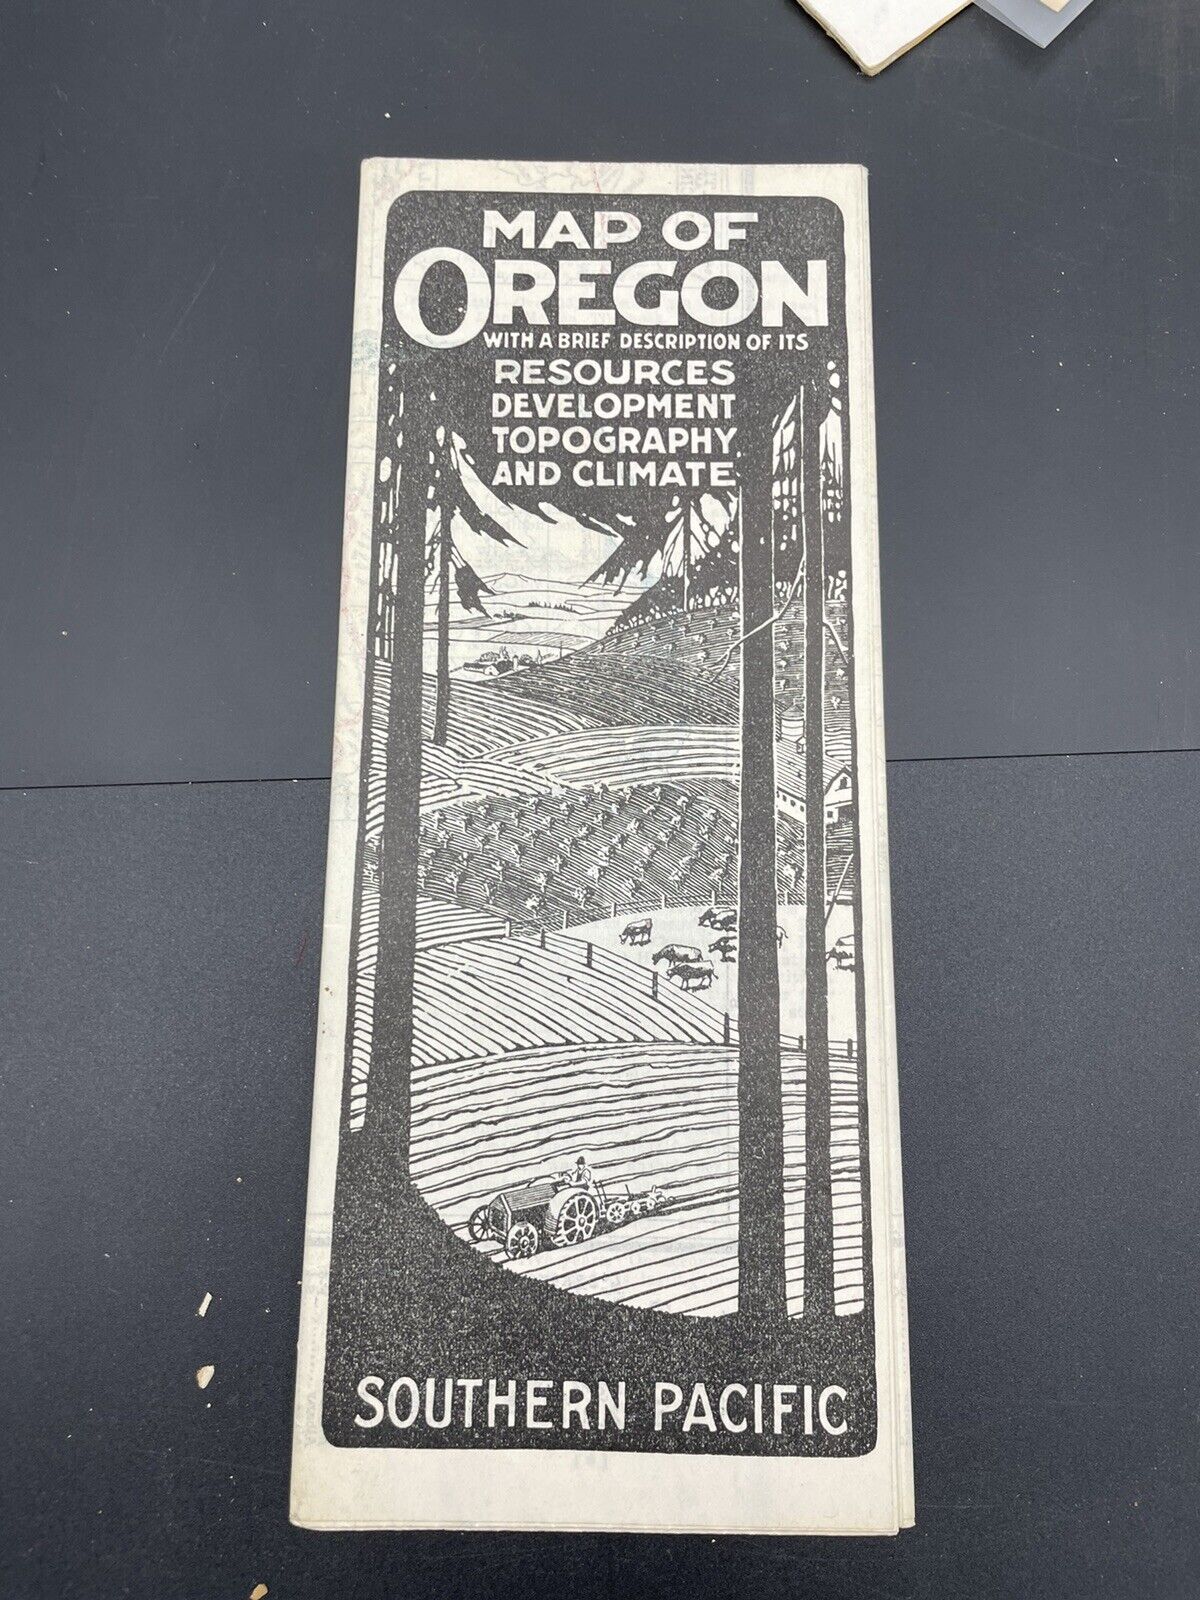 MAP OF
OREGON
WITH A BRIEF DESCRIPTION OF ITS
RESOURCES
DEVELOPMENT
TOPOGRAPHY
AND CLIMATE
SOUTHERN PACIFIC